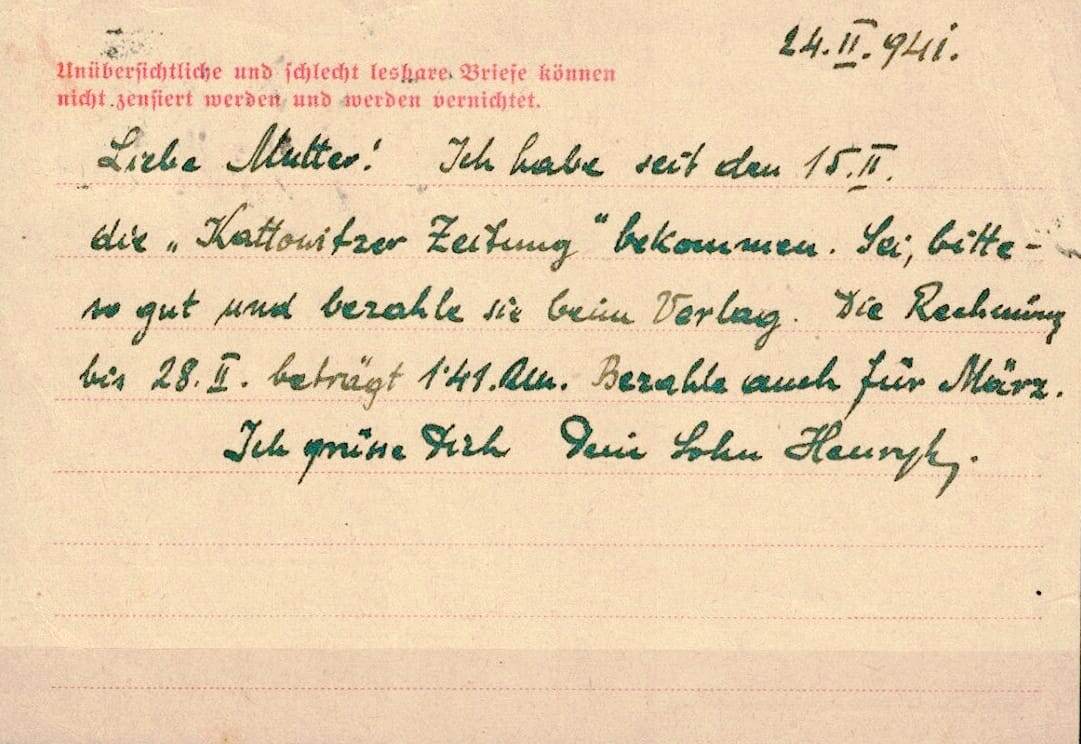 24.II.941.
Unübersichtliche und schlecht lesbare Briefe können
nicht zensiert werden und werden vernichtet.
Liebe Mutter! Ich habe seit den 15.II.
die „Kattowitzer Zeitung" bekommen. Sei, bitte -
so gut und bezahle sie beim Verlag. Die Rechnung
bis 28.II. beträgt 1'41.RM. Bezahle auch für März.
Ich grüsse Dich Dein Sohn Henryk.